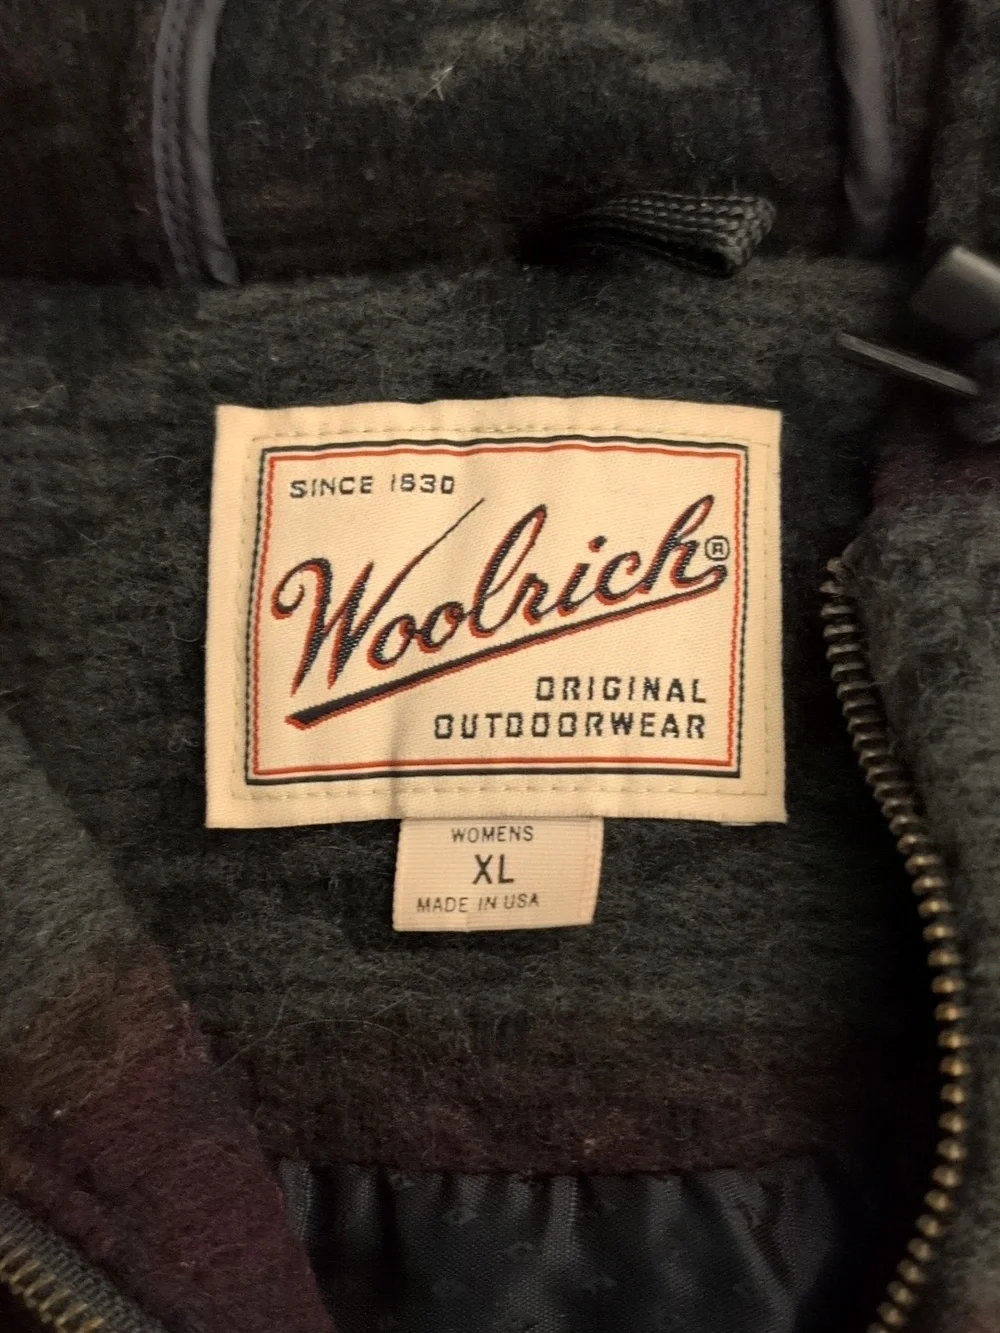 SINCE 1830
Woolrich®
ORIGINAL
OUTDOORWEAR
WOMENS
XL
MADE IN USA